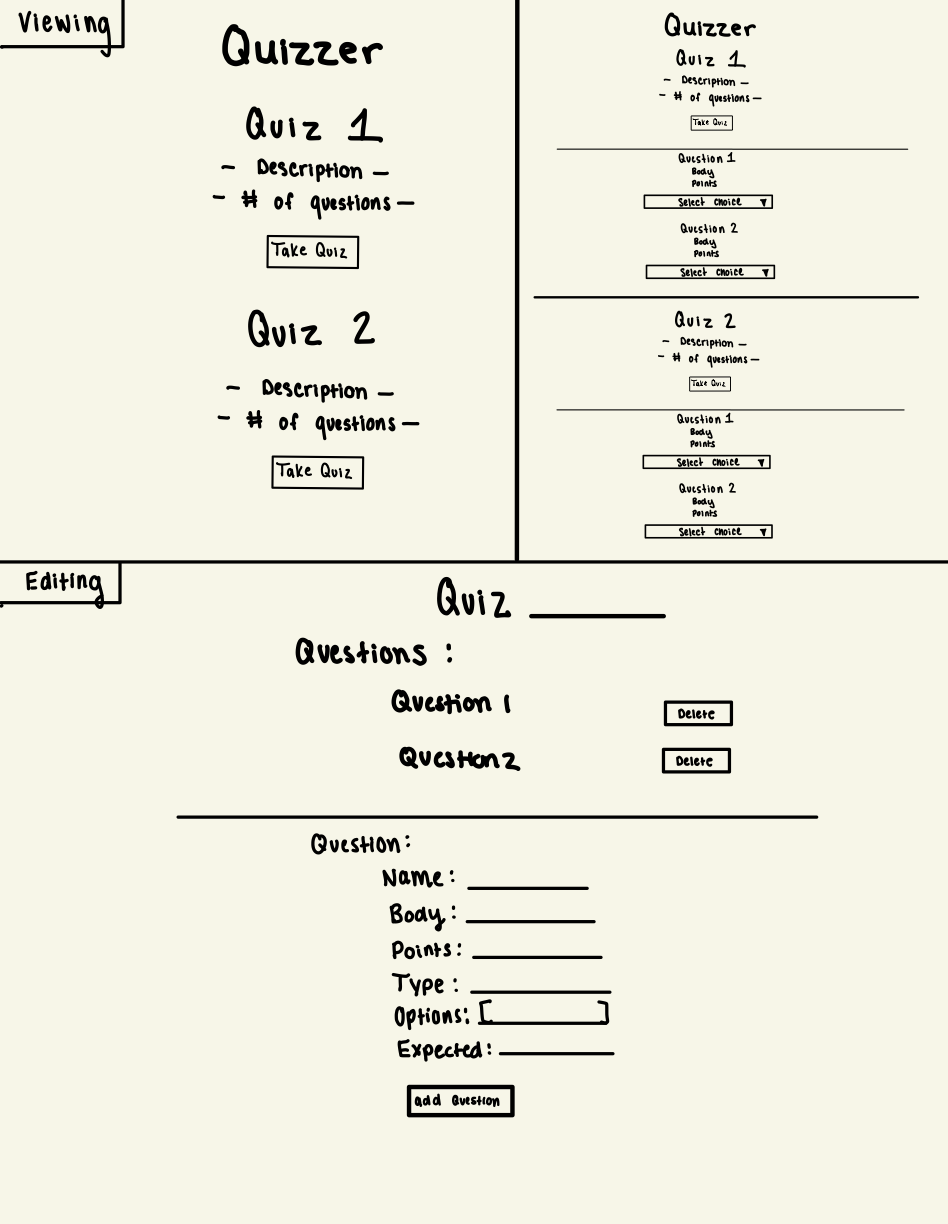 Viewing
Quizzer
Quiz 1
- Description -
- # of questions -
Take Quiz
Quiz 2
- Description -
- # of questions -
Take Quiz
Quizzer
Quiz 1
- Description -
- # of questions -
Take Quiz
Question 1
Body
Points
Select choice ▼
Question 2
Body
Points
Select choice ▼
Quiz 2
- Description -
- # of questions -
Take Quiz
Question 1
Body
Points
Select choice ▼
Question 2
Body
Points
Select choice ▼
Editing
Quiz ______
Questions :
Question 1 Delete
Question 2 Delete
Question:
Name: ______
Body: ______
Points: ______
Type: ______
Options: [______]
Expected: ______
add Question